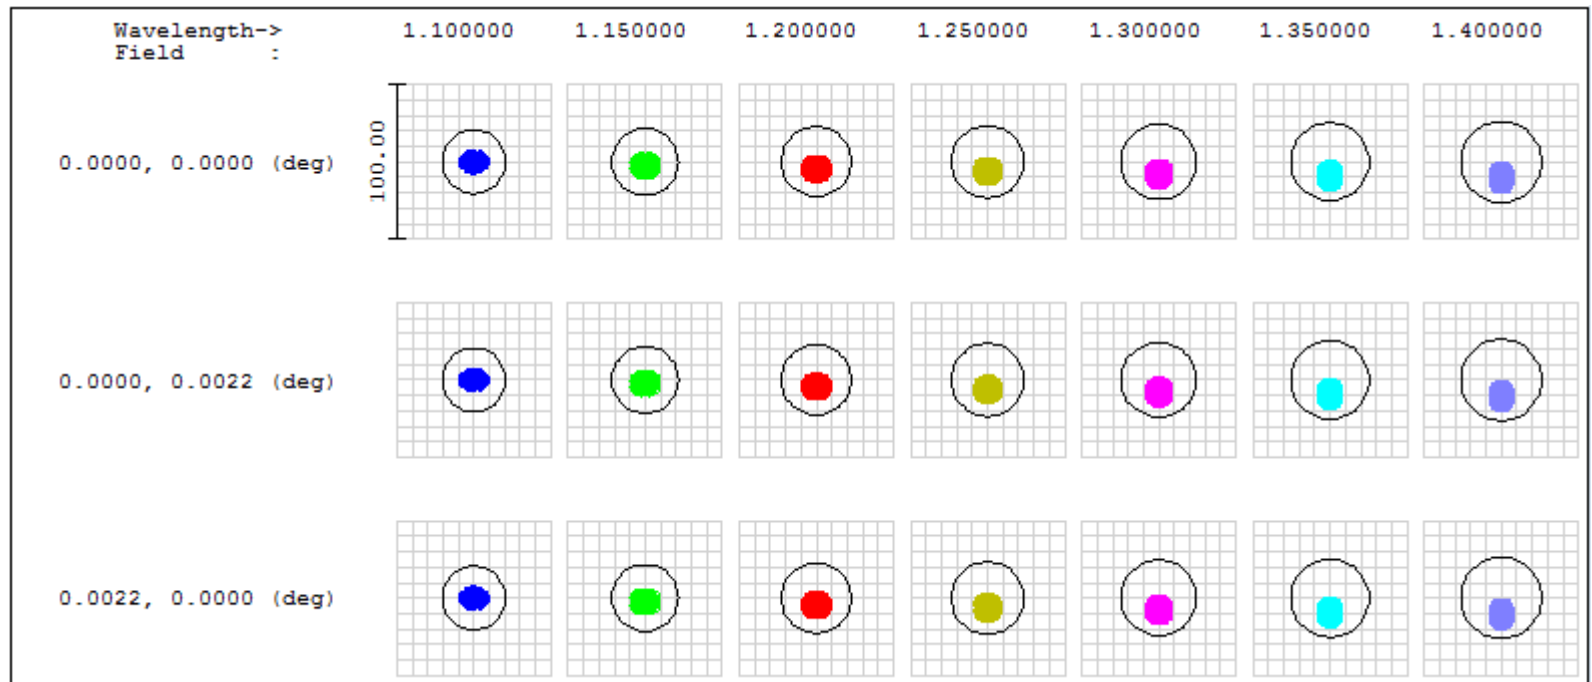 Wavelength-> 1.100000 1.150000 1.200000 1.250000 1.300000 1.350000 1.400000
Field :
100.00
0.0000, 0.0000 (deg)
0.0000, 0.0022 (deg)
0.0022, 0.0000 (deg)